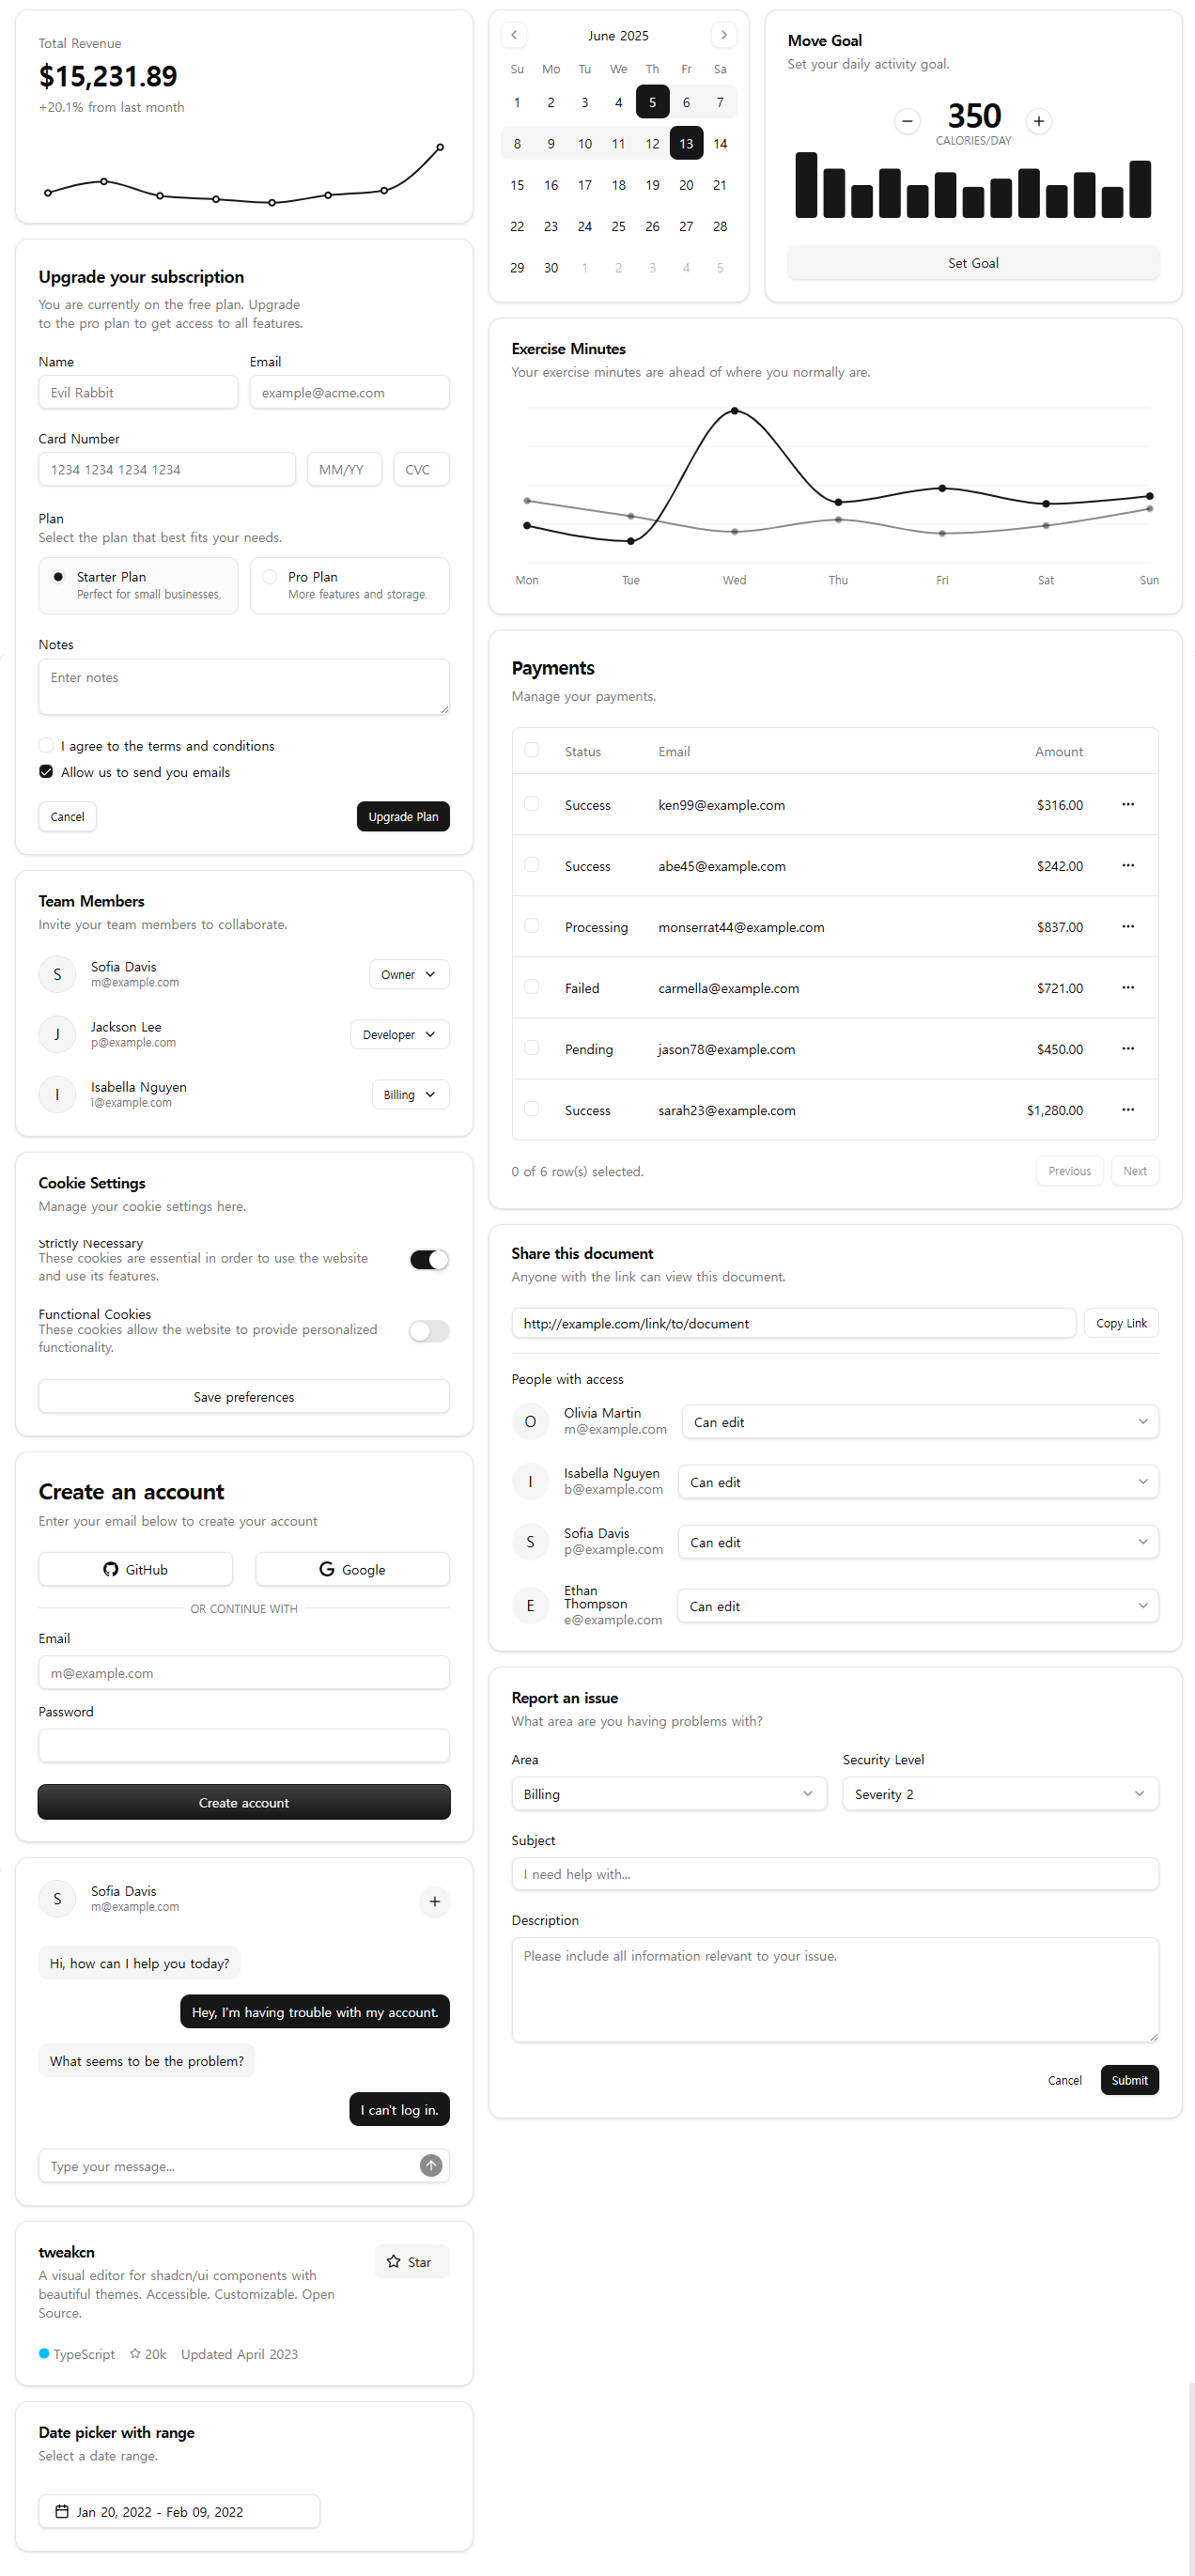 Total Revenue
$15,231.89
+20.1% from last month
Upgrade your subscription
You are currently on the free plan. Upgrade
to the pro plan to get access to all features.
Name Email
Evil Rabbit example@acme.com
Card Number
1234 1234 1234 1234 MM/YY CVC
Plan
Select the plan that best fits your needs.
Starter Plan Pro Plan
Perfect for small businesses. More features and storage.
Notes
Enter notes
I agree to the terms and conditions
Allow us to send you emails
Cancel Upgrade Plan
Team Members
Invite your team members to collaborate.
S Sofia Davis Owner
m@example.com
J Jackson Lee Developer
p@example.com
I Isabella Nguyen Billing
i@example.com
Cookie Settings
Manage your cookie settings here.
Strictly Necessary
These cookies are essential in order to use the website
and use its features.
Functional Cookies
These cookies allow the website to provide personalized
functionality.
Save preferences
Create an account
Enter your email below to create your account
GitHub Google
OR CONTINUE WITH
Email
m@example.com
Password
Create account
S Sofia Davis
m@example.com
Hi, how can I help you today?
Hey, I'm having trouble with my account.
What seems to be the problem?
I can't log in.
Type your message...
tweakcn Star
A visual editor for shadcn/ui components with
beautiful themes. Accessible. Customizable. Open
Source.
TypeScript 20k Updated April 2023
Date picker with range
Select a date range.
Jan 20, 2022 - Feb 09, 2022
June 2025
Su Mo Tu We Th Fr Sa
1 2 3 4 5 6 7
8 9 10 11 12 13 14
15 16 17 18 19 20 21
22 23 24 25 26 27 28
29 30 1 2 3 4 5
Move Goal
Set your daily activity goal.
350
CALORIES/DAY
Set Goal
Exercise Minutes
Your exercise minutes are ahead of where you normally are.
Mon Tue Wed Thu Fri Sat Sun
Payments
Manage your payments.
Status Email Amount
Success ken99@example.com $316.00
Success abe45@example.com $242.00
Processing monserrat44@example.com $837.00
Failed carmella@example.com $721.00
Pending jason78@example.com $450.00
Success sarah23@example.com $1,280.00
0 of 6 row(s) selected. Previous Next
Share this document
Anyone with the link can view this document.
http://example.com/link/to/document Copy Link
People with access
O Olivia Martin Can edit
m@example.com
I Isabella Nguyen Can edit
b@example.com
S Sofia Davis Can edit
p@example.com
Ethan
E Thompson Can edit
e@example.com
Report an issue
What area are you having problems with?
Area Security Level
Billing Severity 2
Subject
I need help with...
Description
Please include all information relevant to your issue.
Cancel Submit